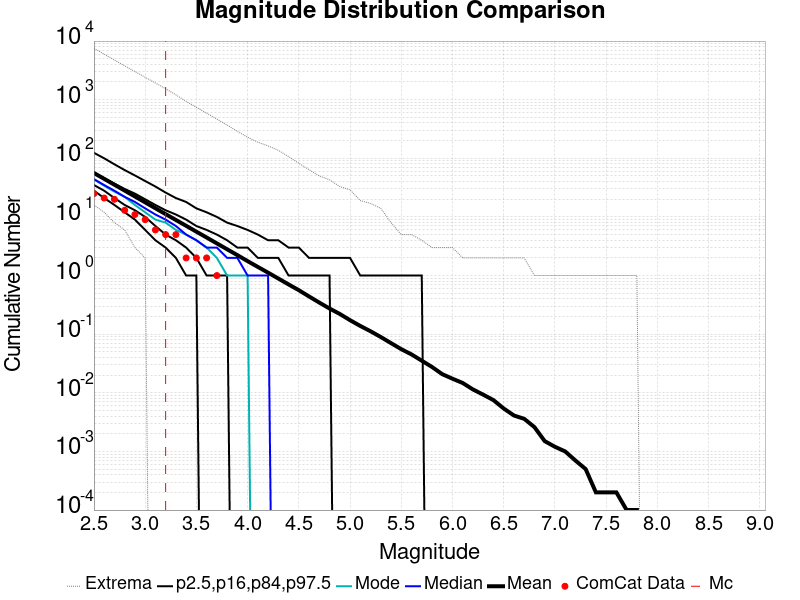 Magnitude Distribution Comparison
Cumulative Number
10^4
10^3
10^2
10^1
10^0
10^-1
10^-2
10^-3
10^-4
2.5 3.0 3.5 4.0 4.5 5.0 5.5 6.0 6.5 7.0 7.5 8.0 8.5 9.0
Magnitude
Extrema p2.5,p16,p84,p97.5 Mode Median Mean ComCat Data Mc